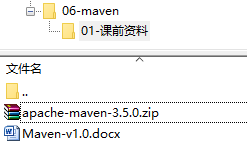 06-maven
01-课前资料
文件名
..
apache-maven-3.5.0.zip
Maven-v1.0.docx